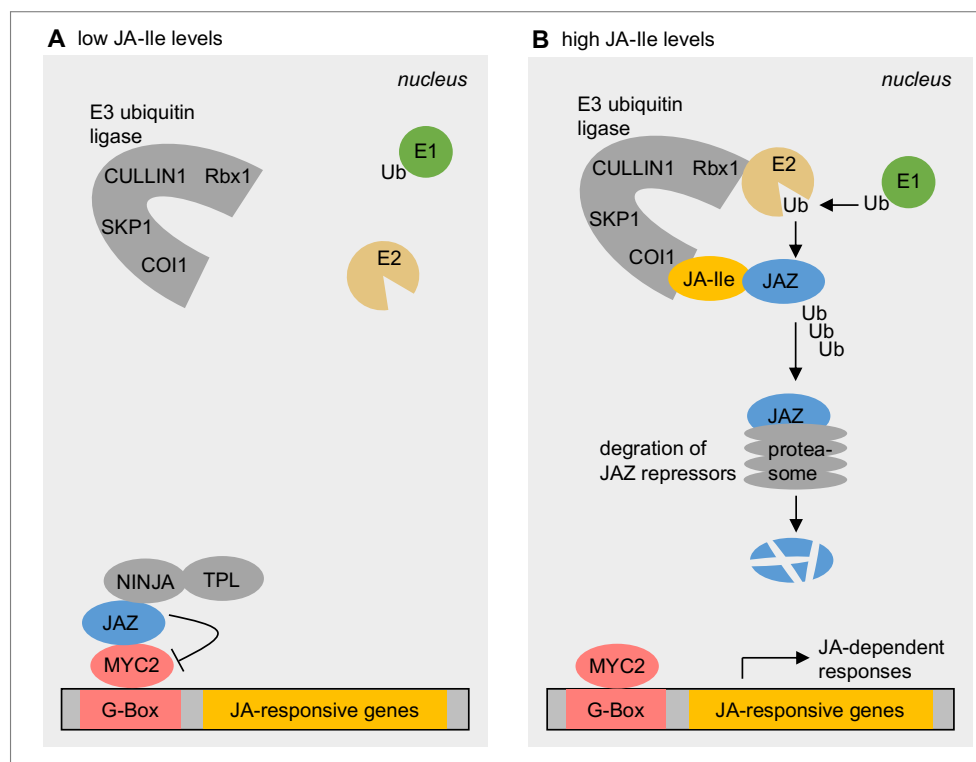 A low JA-Ile levels
nucleus
E3 ubiquitin
ligase
CULLIN1 Rbx1
SKP1
COI1
E1
Ub
E2
NINJA TPL
JAZ
MYC2
G-Box JA-responsive genes
B high JA-Ile levels
nucleus
E3 ubiquitin
ligase
CULLIN1 Rbx1
SKP1
COI1
E2
Ub
Ub
E1
JA-Ile JAZ
Ub
Ub
Ub
JAZ
protea-
some
degration of
JAZ repressors
MYC2
JA-dependent
responses
G-Box JA-responsive genes